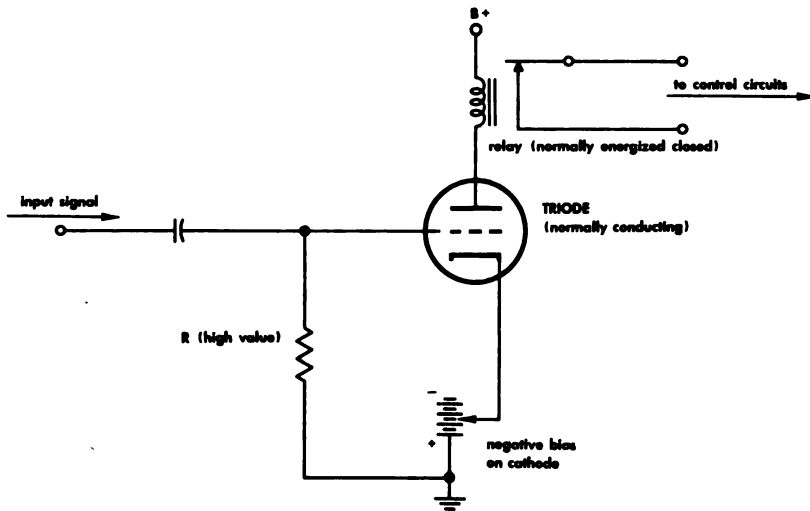 B+
to control circuits
relay (normally energized closed)
input signal
TRIODE
(normally conducting)
R (high value)
−
+
negative bias
on cathode